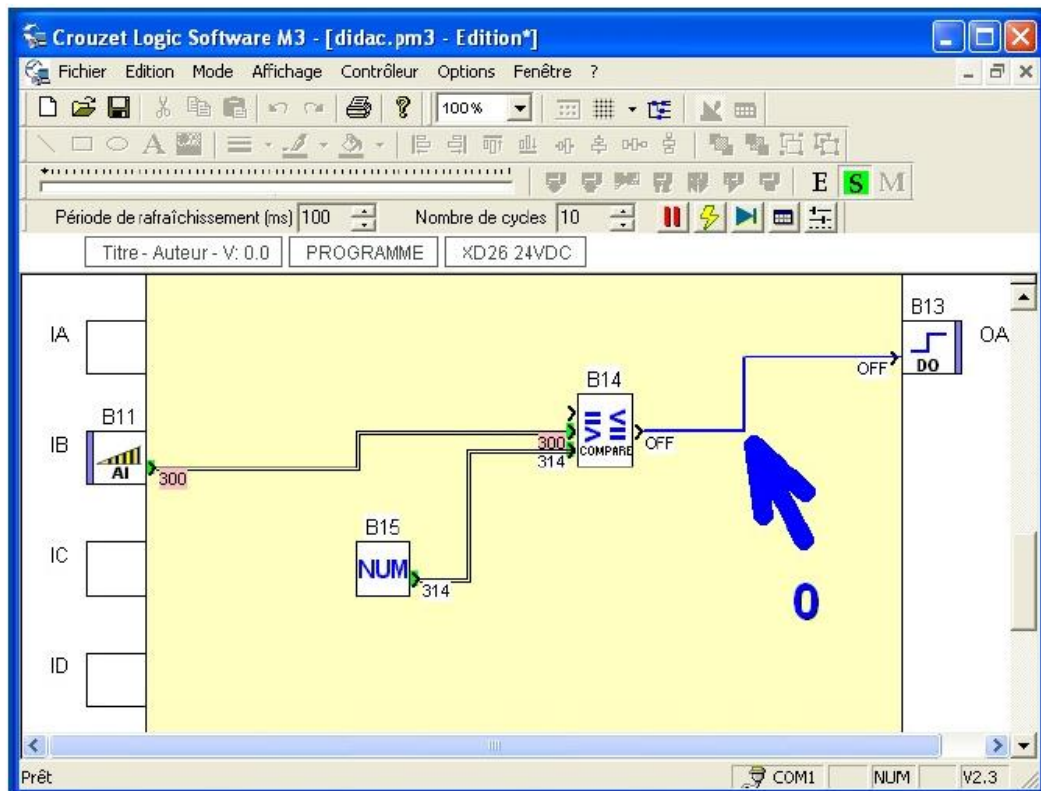 Crouzet Logic Software M3 - [didac.pm3 - Edition*]
Fichier Edition Mode Affichage Contrôleur Options Fenêtre ?
100%
A
E S M
Période de rafraîchissement (ms) 100 Nombre de cycles 10
Titre - Auteur - V: 0.0 PROGRAMME XD26 24VDC
B13
IA OA
OFF DO
B14
B11
IB 300 OFF
AI 314 COMPARE
300
B15
IC
NUM
314
0
ID
Prêt COM1 NUM V2.3